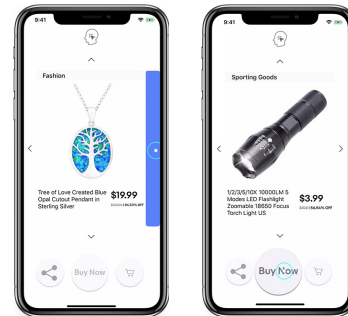 9:41
Fashion
Tree of Love Created Blue
Opal Cutout Pendant in
Sterling Silver
$19.99
Buy Now
9:41
Sporting Goods
1/2/3/5/10X 10000LM 5
Modes LED Flashlight
Zoomable 18650 Focus
Torch Light US
$3.99
Buy Now